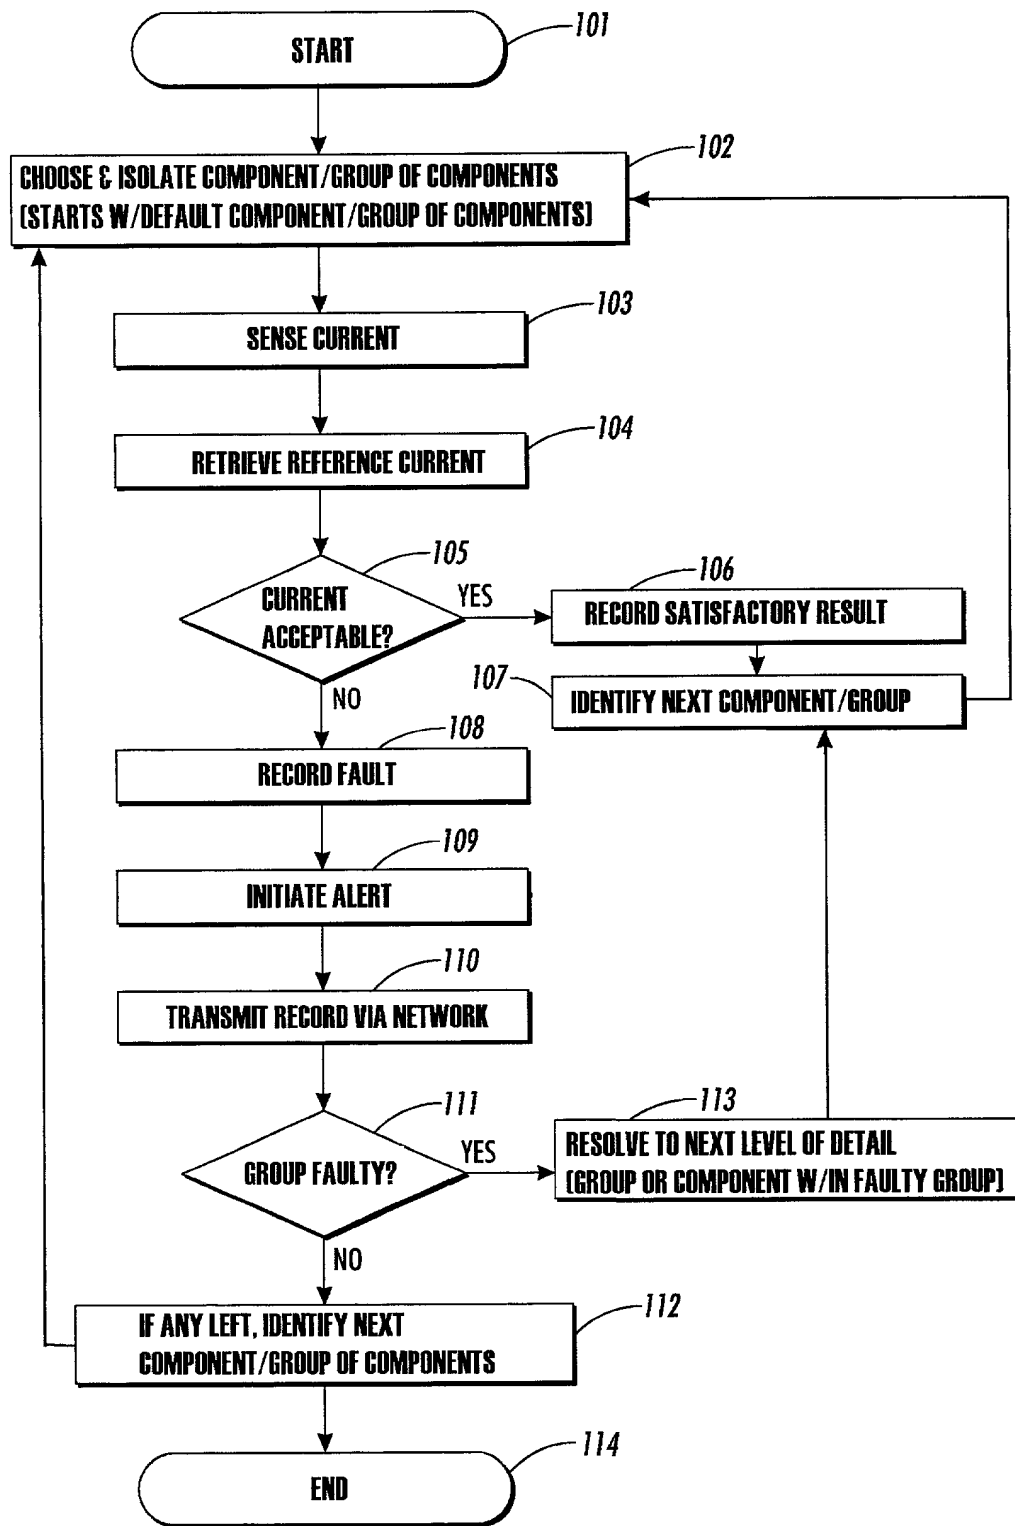 START
101
CHOOSE & ISOLATE COMPONENT/GROUP OF COMPONENTS
(STARTS W/DEFAULT COMPONENT/GROUP OF COMPONENTS)
102
SENSE CURRENT
103
RETRIEVE REFERENCE CURRENT
104
CURRENT
ACCEPTABLE?
105
YES
NO
RECORD SATISFACTORY RESULT
106
IDENTIFY NEXT COMPONENT/GROUP
107
RECORD FAULT
108
INITIATE ALERT
109
TRANSMIT RECORD VIA NETWORK
110
GROUP FAULTY?
111
YES
NO
RESOLVE TO NEXT LEVEL OF DETAIL
(GROUP OR COMPONENT W/IN FAULTY GROUP)
113
IF ANY LEFT, IDENTIFY NEXT
COMPONENT/GROUP OF COMPONENTS
112
END
114